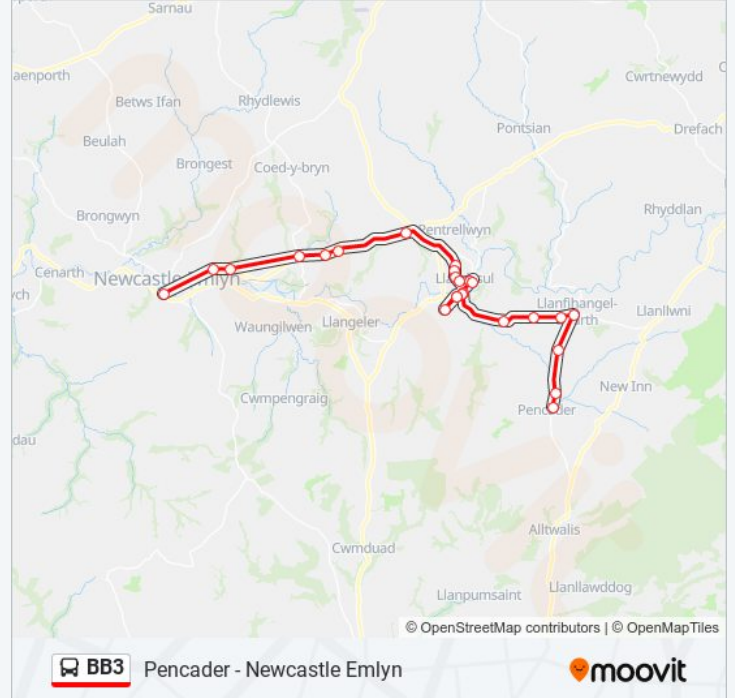 Sarnau
aenporth
Cwrtnewydd
Betws Ifan
Rhydlewis
Pontsian
Drefach
Beulah
Brongest
Coed-y-bryn
Rhyddlan
Brongwyn
Pentrellwyn
ych
Cenarth
Newcastle Emlyn
Llanfihangel-
Llanllwni
Waungilwen
Llangeler
New Inn
Cwmpengraig
Pencader
dau
Alltwalis
Cwmduad
Llanpumsaint
Llanllawddog
© OpenStreetMap contributors | © OpenMapTiles
BB3 Pencader - Newcastle Emlyn
moovit